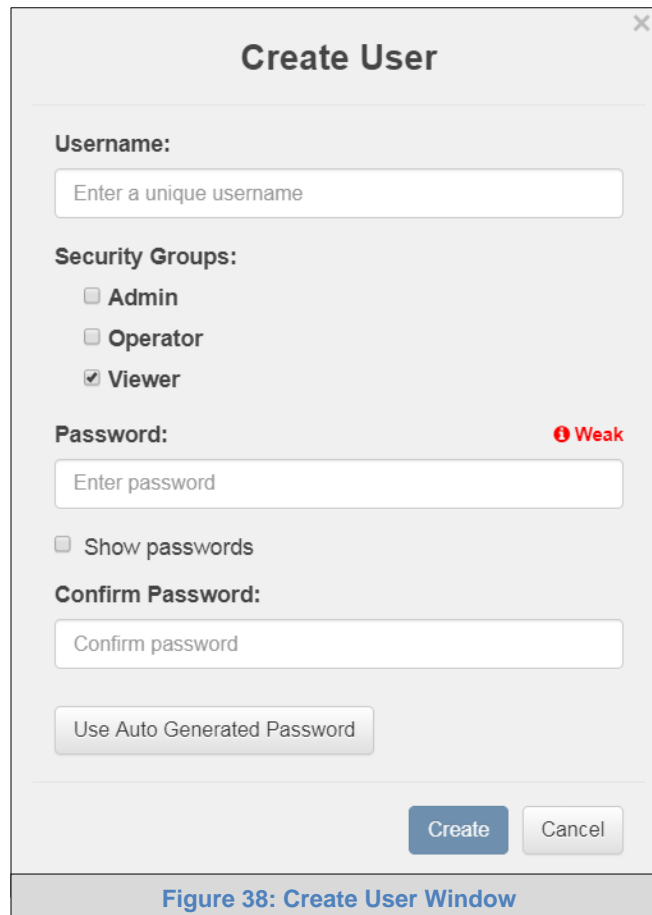 ×
Create User
Username:
Enter a unique username
Security Groups:
Admin
Operator
Viewer
Password:
Weak
Enter password
Show passwords
Confirm Password:
Confirm password
Use Auto Generated Password
Create
Cancel
Figure 38: Create User Window